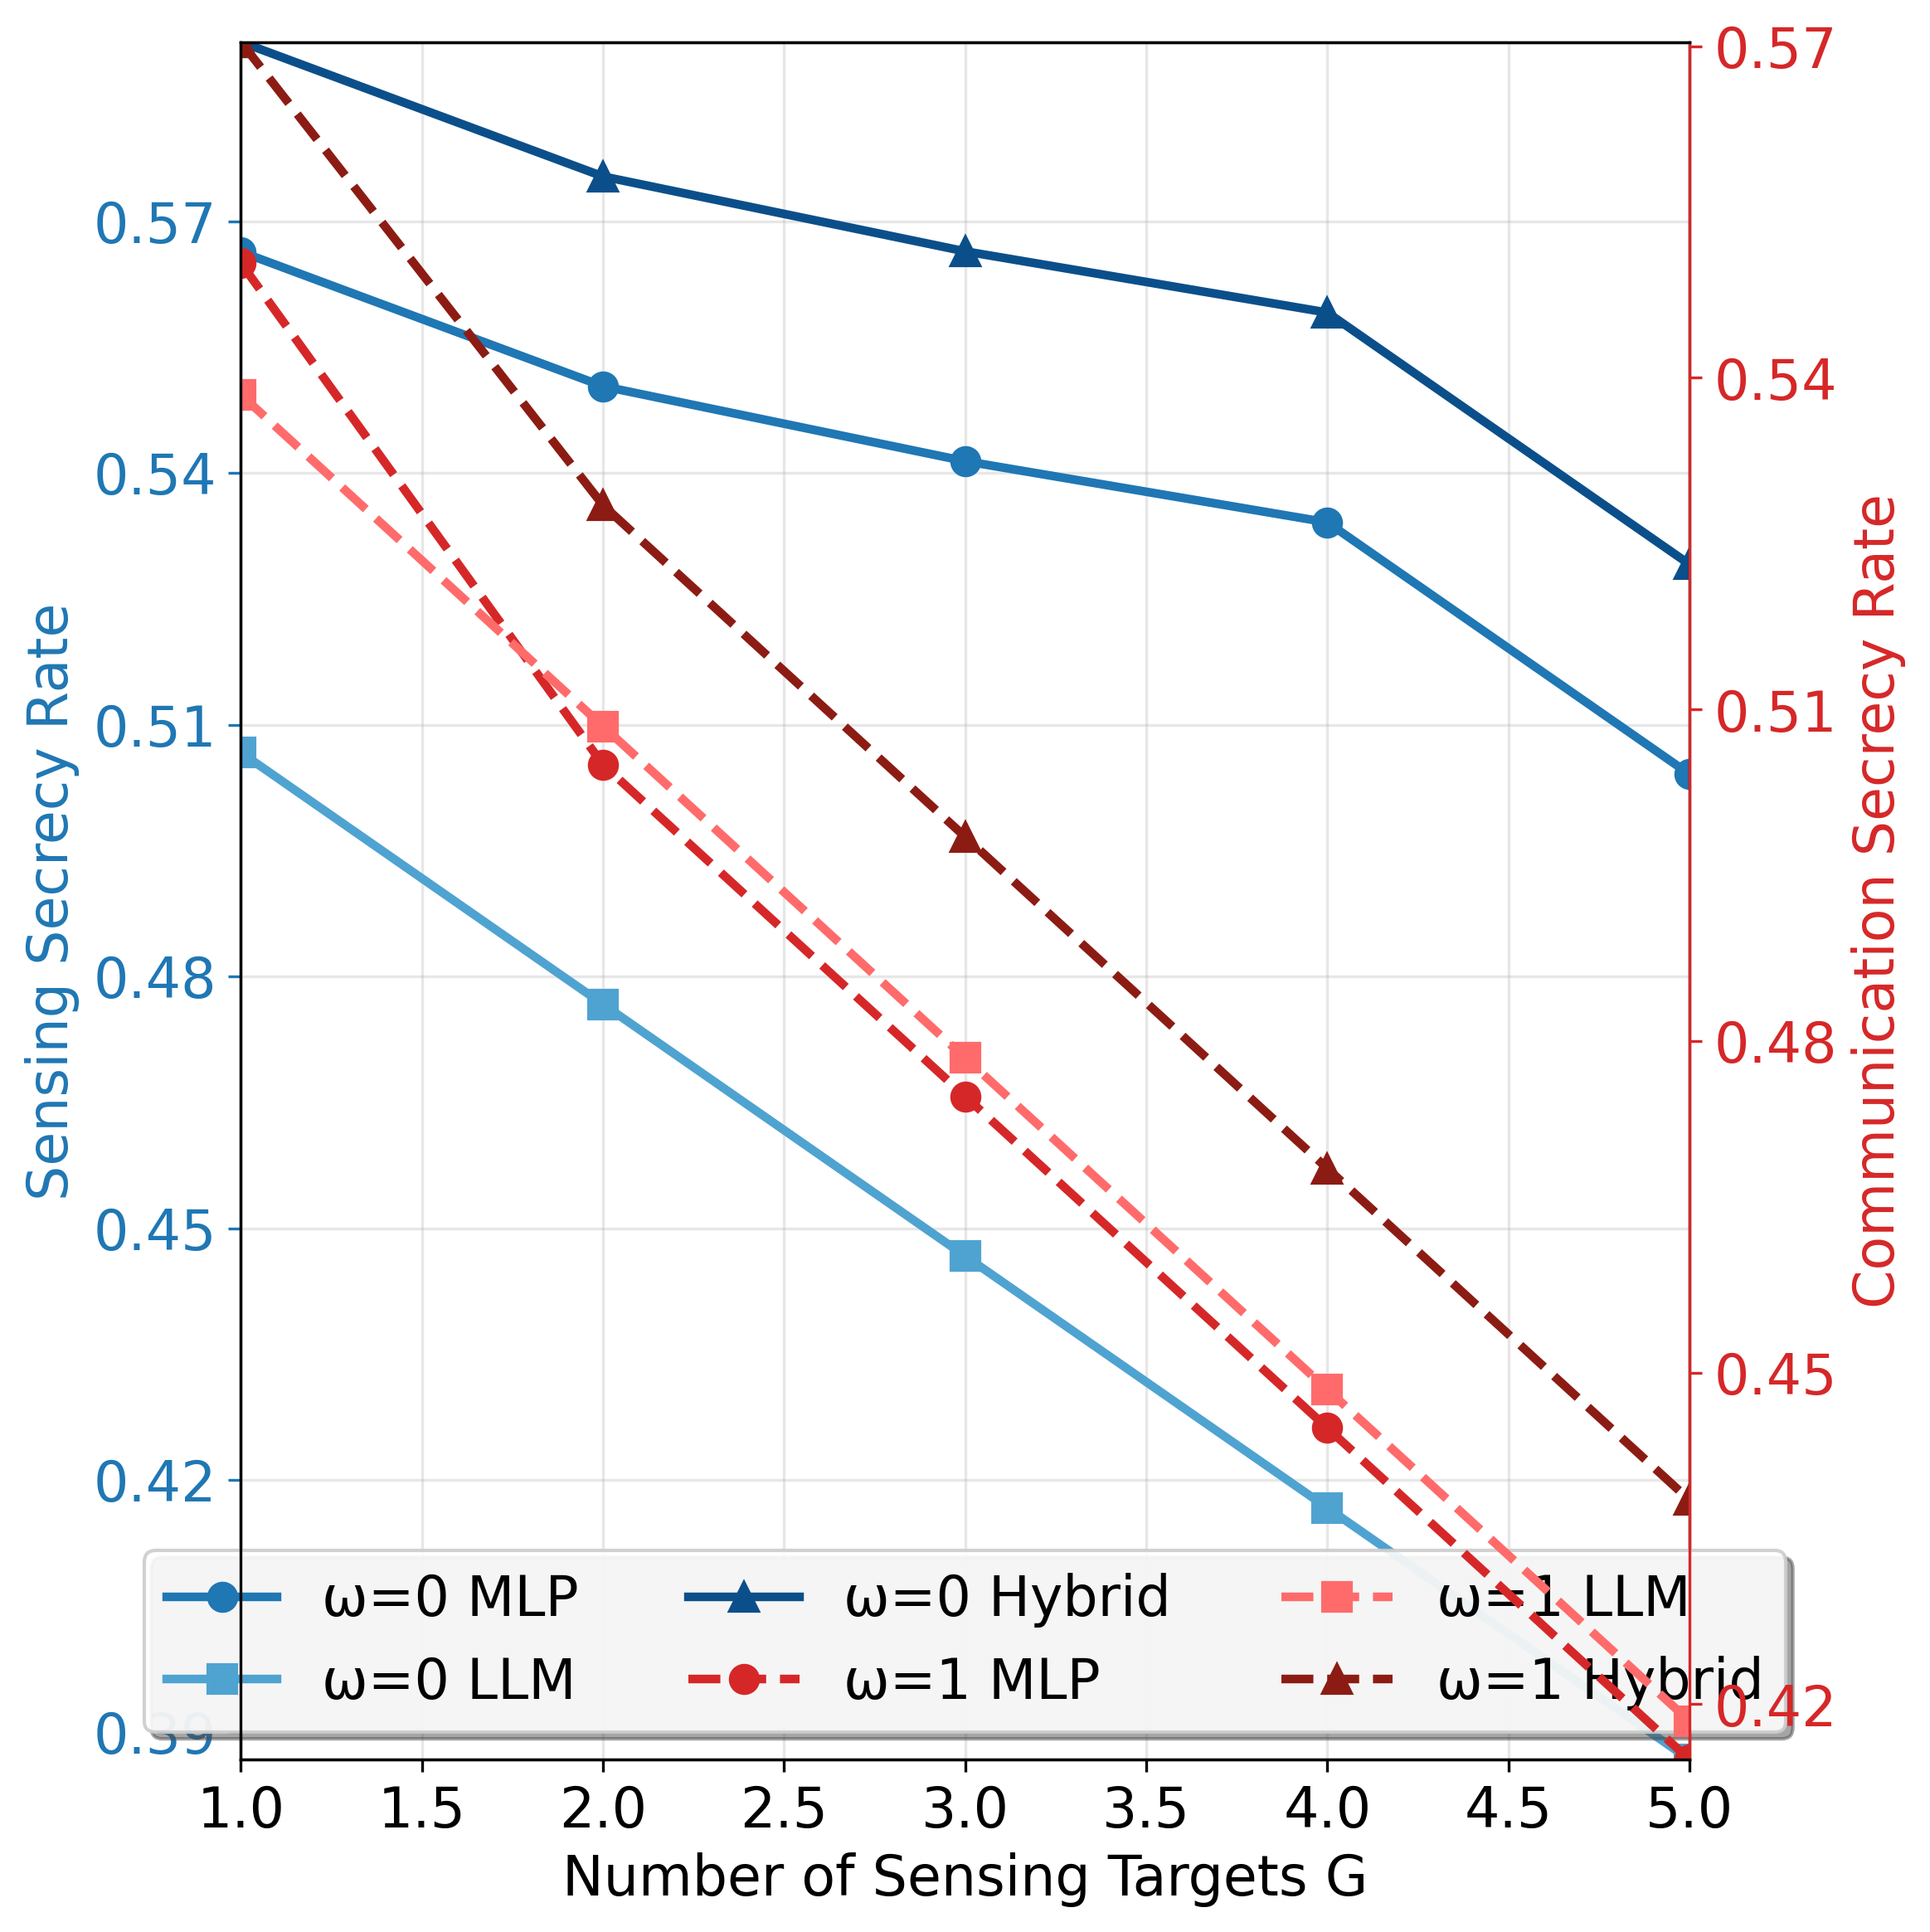 0.57
0.54
0.51
0.48
0.45
0.42
0.39
Sensing Secrecy Rate
0.57
0.54
0.51
0.48
0.45
0.42
Communication Secrecy Rate
ω=0 MLP
ω=0 LLM
ω=0 Hybrid
ω=1 MLP
ω=1 LLM
ω=1 Hybrid
1.0 1.5 2.0 2.5 3.0 3.5 4.0 4.5 5.0
Number of Sensing Targets G